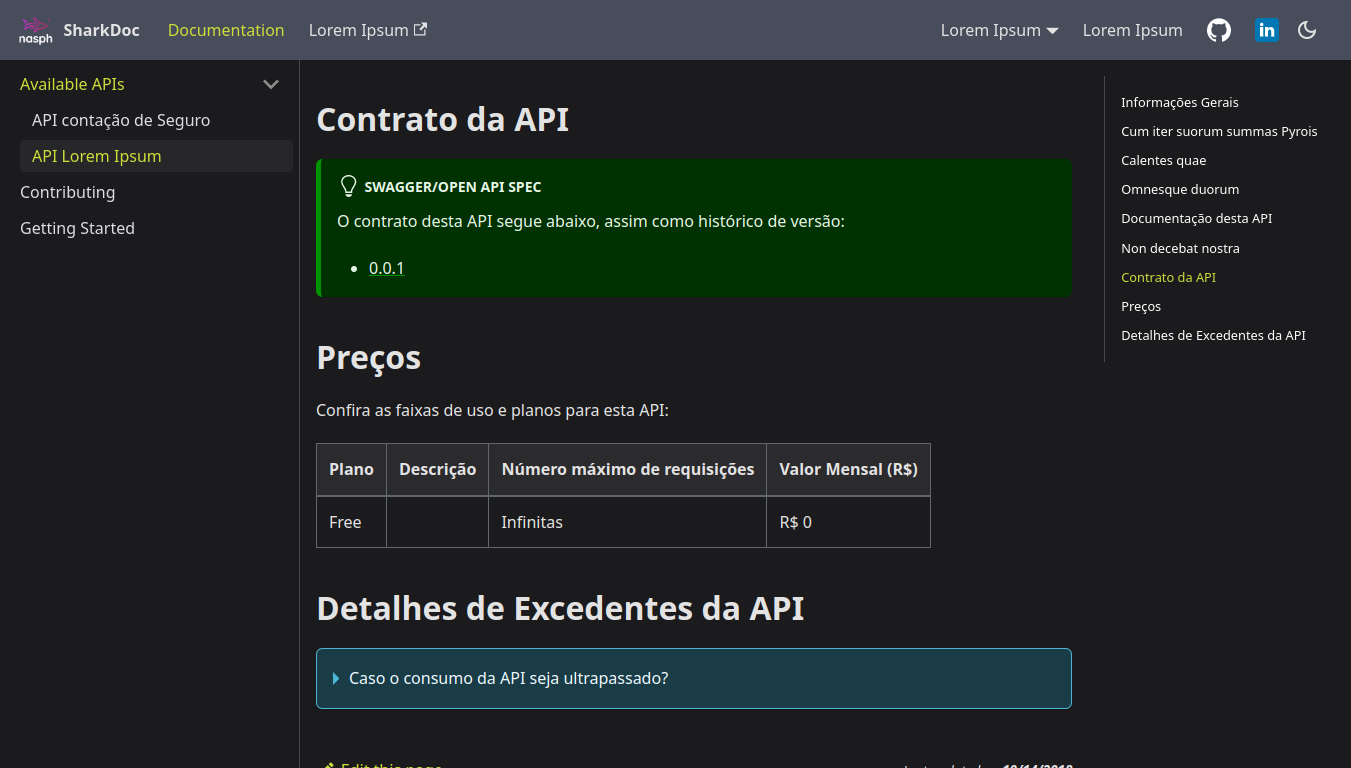 nasph
SharkDoc
Documentation
Lorem Ipsum
Lorem Ipsum
Lorem Ipsum
in
Available APIs
API contação de Seguro
API Lorem Ipsum
Contributing
Getting Started
Contrato da API
SWAGGER/OPEN API SPEC
O contrato desta API segue abaixo, assim como histórico de versão:
0.0.1
Preços
Confira as faixas de uso e planos para esta API:
Plano Descrição Número máximo de requisições Valor Mensal (R$)
Free Infinitas R$ 0
Detalhes de Excedentes da API
Caso o consumo da API seja ultrapassado?
Edit this page
10/14/2018
Informações Gerais
Cum iter suorum summas Pyrois
Calentes quae
Omnesque duorum
Documentação desta API
Non decebat nostra
Contrato da API
Preços
Detalhes de Excedentes da API